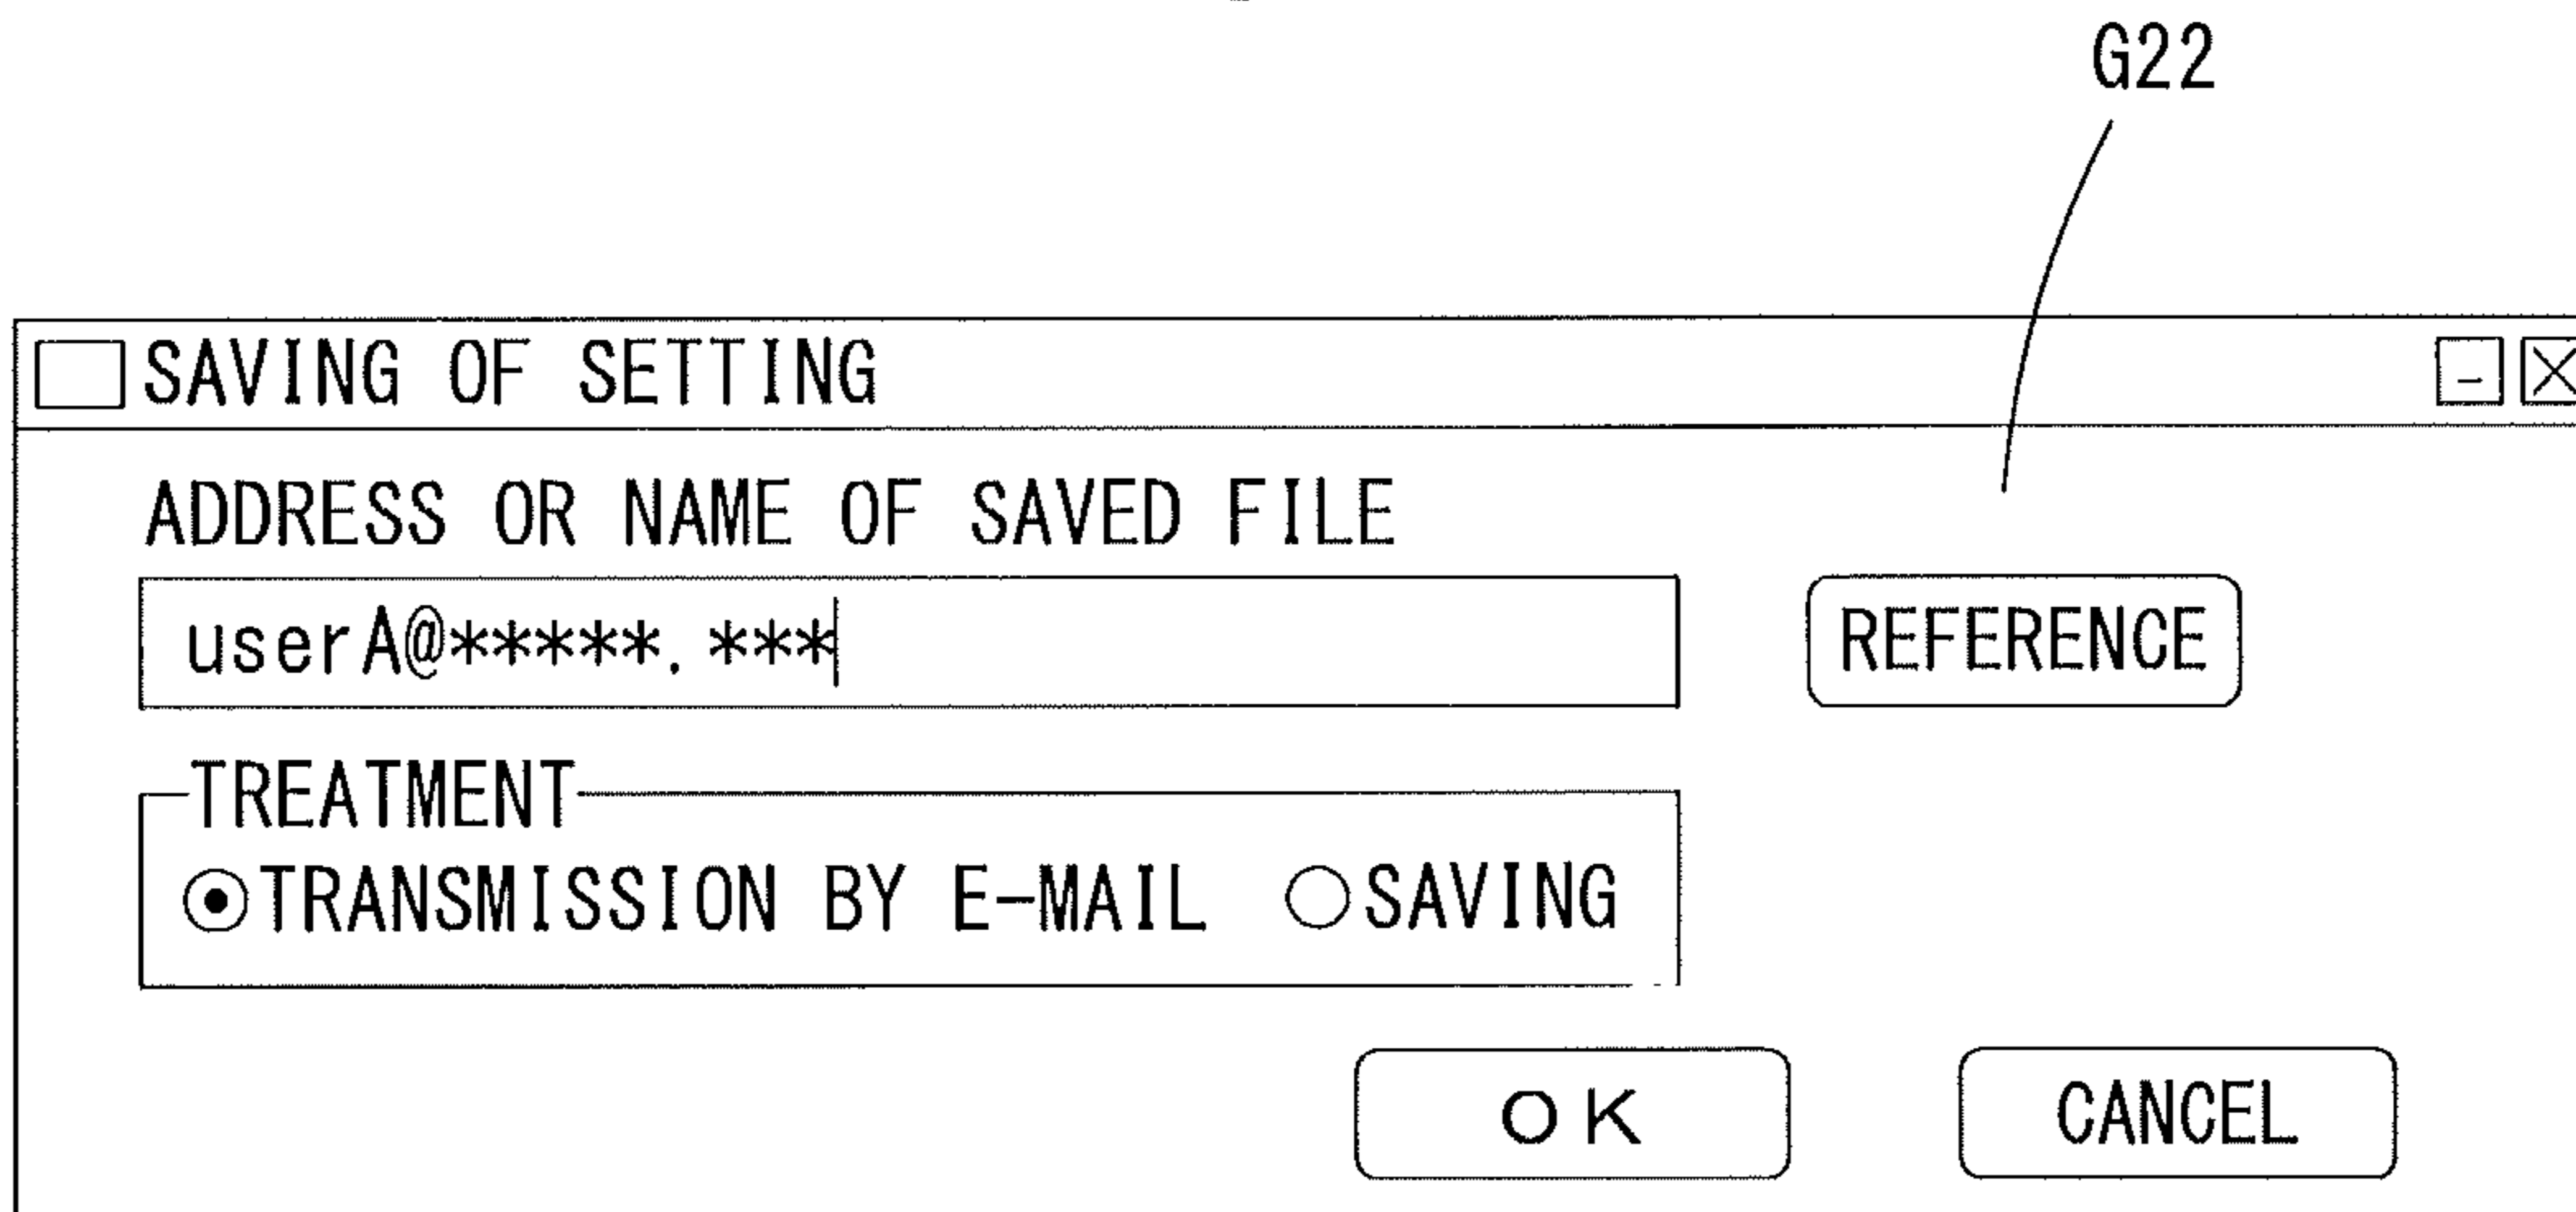 G22
SAVING OF SETTING
ADDRESS OR NAME OF SAVED FILE
userA@*****.***
REFERENCE
TREATMENT
TRANSMISSION BY E-MAIL SAVING
OK CANCEL